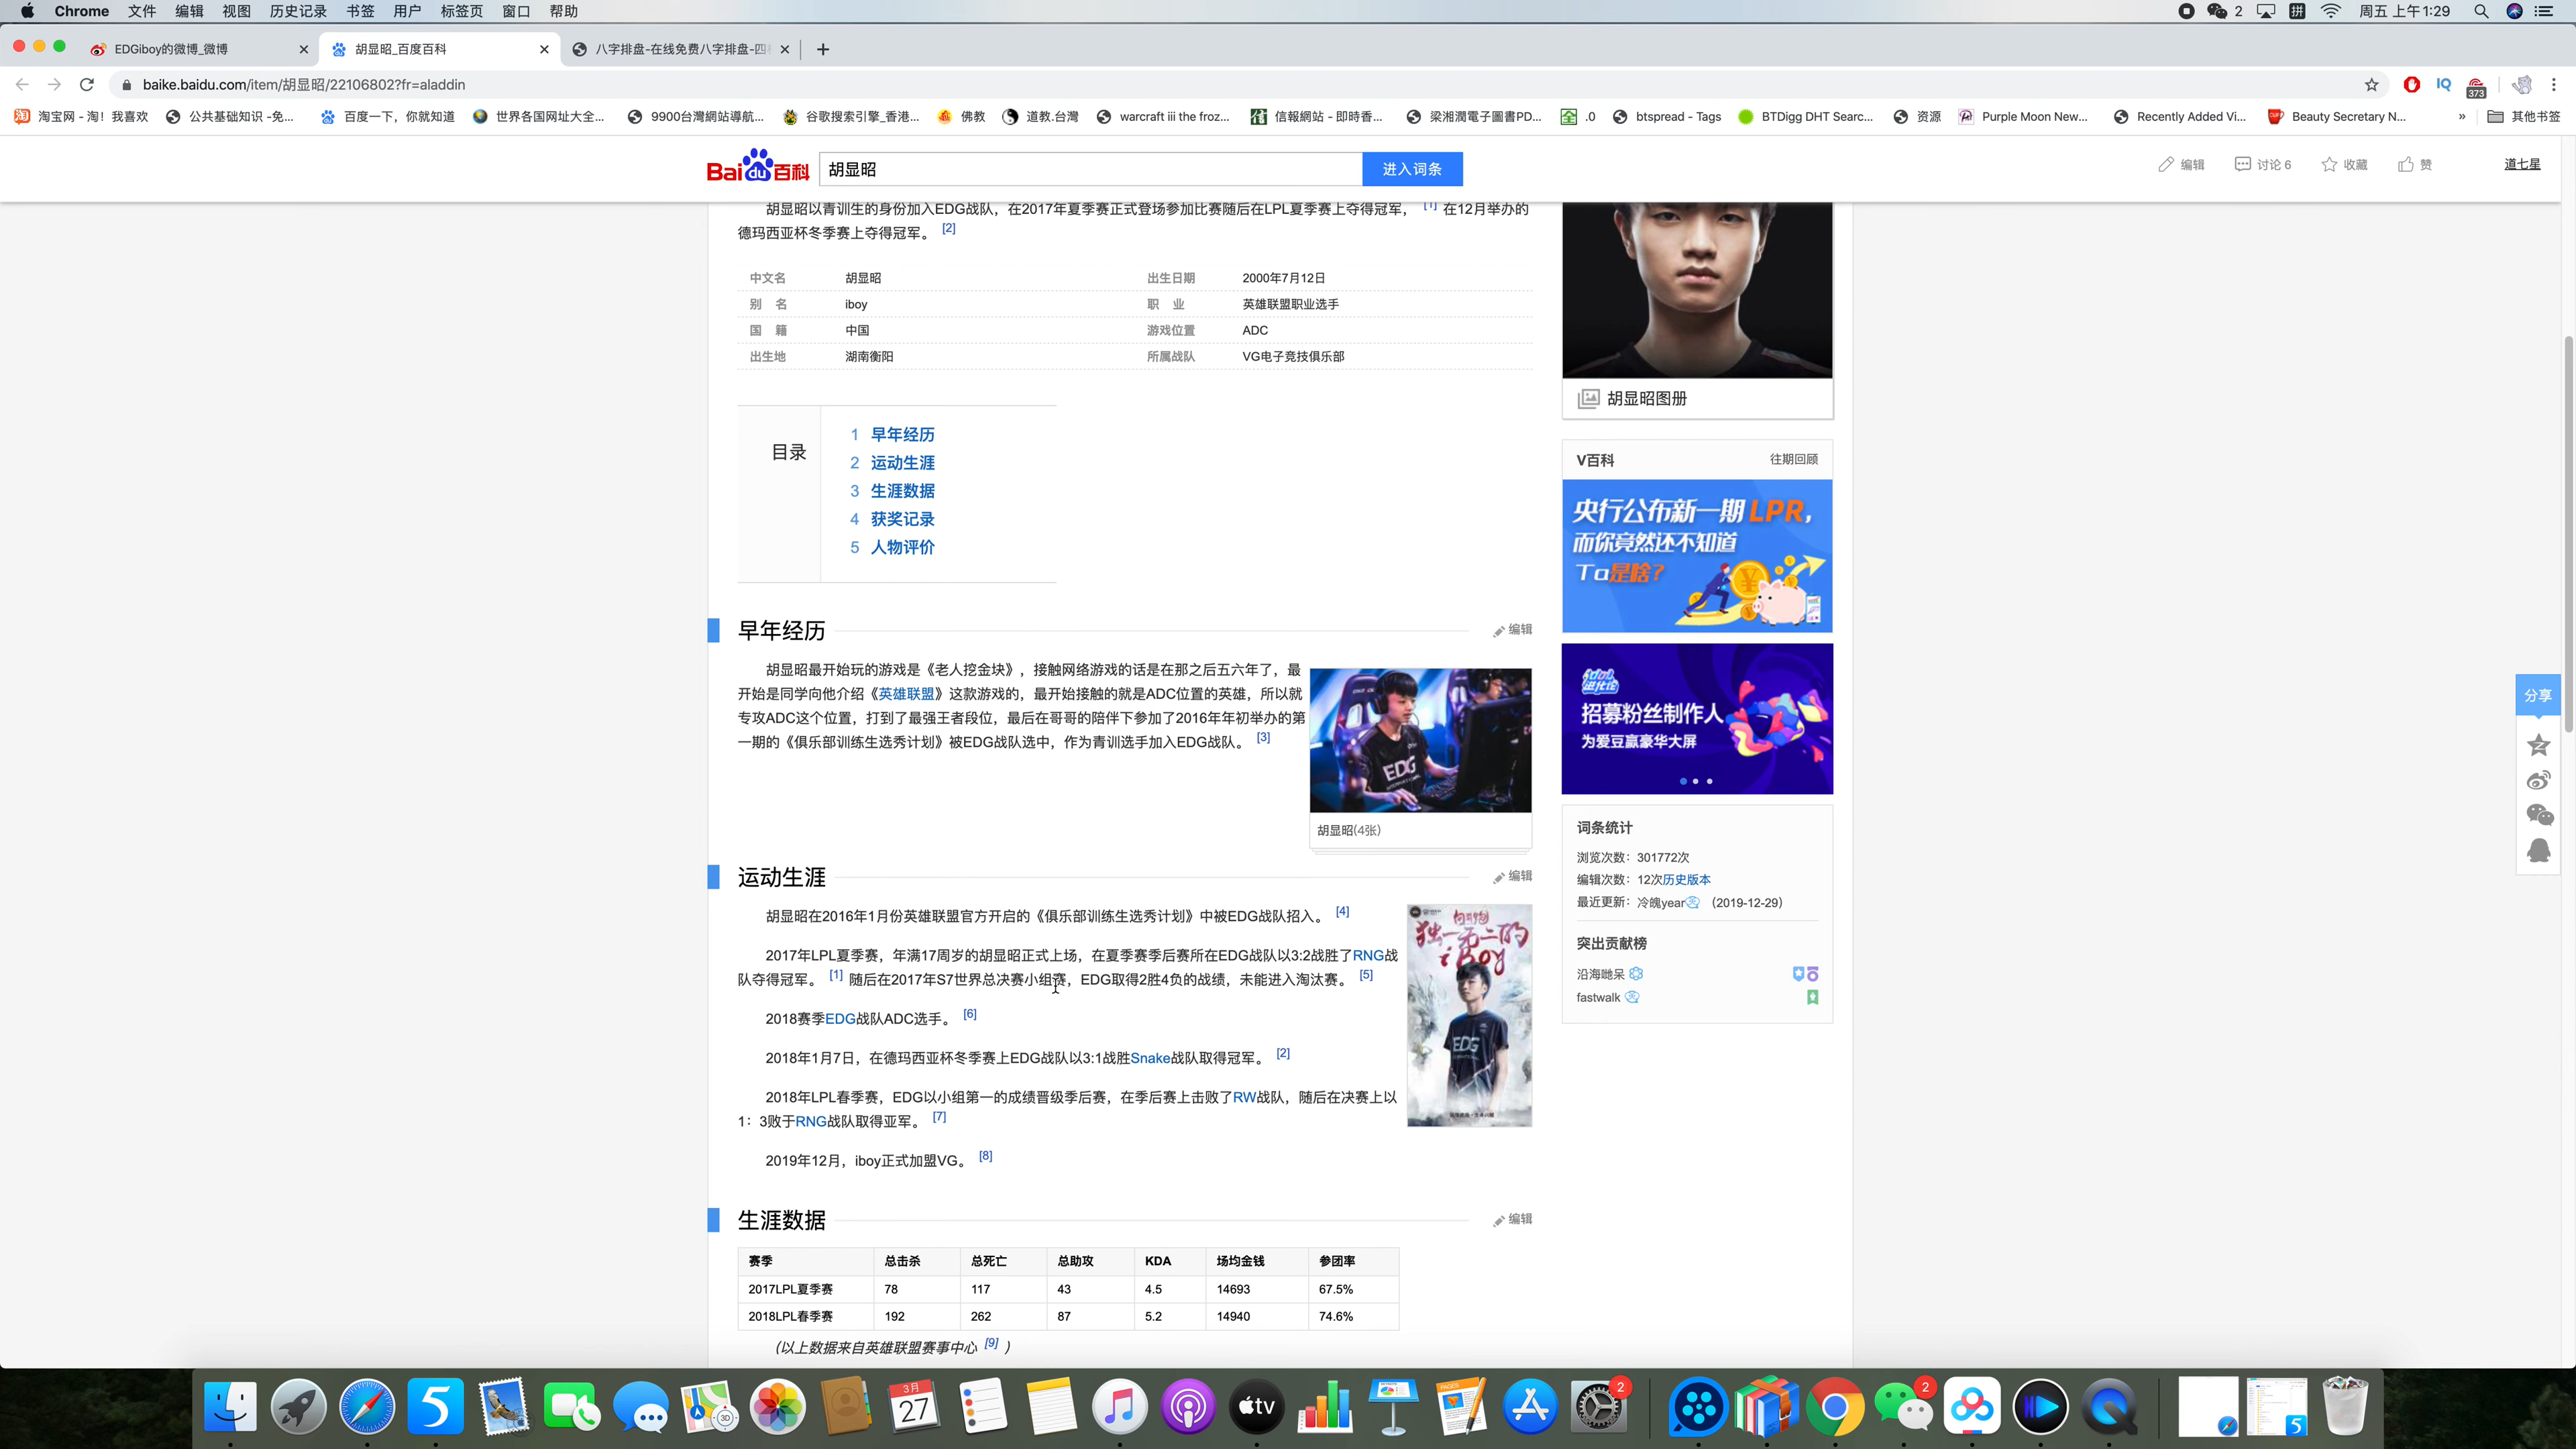 Chrome 文件 编辑 视图 历史记录 书签 用户 标签页 窗口 帮助 2 拼 周五 上午1:29
EDGiboy的微博_微博 胡显昭_百度百科 八字排盘-在线免费八字排盘-四
baike.baidu.com/item/胡显昭/22106802?fr=aladdin IQ 373
淘 淘宝网 - 淘！我喜欢 公共基础知识 -免... 百度一下，你就知道 世界各国网址大全... 9900台灣網站導航... 谷歌搜索引擎_香港... 佛教 道教.台灣 warcraft iii the froz... 信 信報網站 - 即時香... 梁湘潤電子圖書PD... 全 .0 btspread - Tags BTDigg DHT Searc... 资源 Purple Moon New... Recently Added Vi... Beauty Secretary N... » 其他书签
Bai du 百科 胡显昭 进入词条 编辑 讨论 6 收藏 赞 道七星
胡显昭以青训生的身份加入EDG战队，在2017年夏季赛正式登场参加比赛随后在LPL夏季赛上夺得冠军， [1] 在12月举办的
德玛西亚杯冬季赛上夺得冠军。 [2]
中文名 胡显昭 出生日期 2000年7月12日
别 名 iboy 职 业 英雄联盟职业选手
国 籍 中国 游戏位置 ADC
出生地 湖南衡阳 所属战队 VG电子竞技俱乐部
胡显昭图册
目录
1 早年经历
2 运动生涯
3 生涯数据
4 获奖记录
5 人物评价
V百科 往期回顾
央行公布新一期 LPR，
而你竟然还不知道
Ta是啥？
早年经历 编辑
胡显昭最开始玩的游戏是《老人挖金块》，接触网络游戏的话是在那之后五六年了，最
开始是同学向他介绍《英雄联盟》这款游戏的，最开始接触的就是ADC位置的英雄，所以就
专攻ADC这个位置，打到了最强王者段位，最后在哥哥的陪伴下参加了2016年年初举办的第
一期的《俱乐部训练生选秀计划》被EDG战队选中，作为青训选手加入EDG战队。 [3]
EDG
胡显昭(4张)
招募粉丝制作人
为爱豆赢豪华大屏
分享
词条统计
浏览次数：301772次
编辑次数：12次历史版本
最近更新：冷魄year （2019-12-29）
突出贡献榜
沿海呭呆
fastwalk
运动生涯 编辑
胡显昭在2016年1月份英雄联盟官方开启的《俱乐部训练生选秀计划》中被EDG战队招入。 [4]
2017年LPL夏季赛，年满17周岁的胡显昭正式上场，在夏季赛季后赛所在EDG战队以3:2战胜了RNG战
队夺得冠军。 [1] 随后在2017年S7世界总决赛小组赛，EDG取得2胜4负的战绩，未能进入淘汰赛。 [5]
2018赛季EDG战队ADC选手。 [6]
2018年1月7日，在德玛西亚杯冬季赛上EDG战队以3:1战胜Snake战队取得冠军。 [2]
2018年LPL春季赛，EDG以小组第一的成绩晋级季后赛，在季后赛上击败了RW战队，随后在决赛上以
1：3败于RNG战队取得亚军。 [7]
2019年12月，iboy正式加盟VG。 [8]
独一无二的
iBoy
EDG
生涯数据 编辑
赛季 总击杀 总死亡 总助攻 KDA 场均金钱 参团率
2017LPL夏季赛 78 117 43 4.5 14693 67.5%
2018LPL春季赛 192 262 87 5.2 14940 74.6%
（以上数据来自英雄联盟赛事中心 [9] ）
5 3D 3月 27 tv 2 2 5